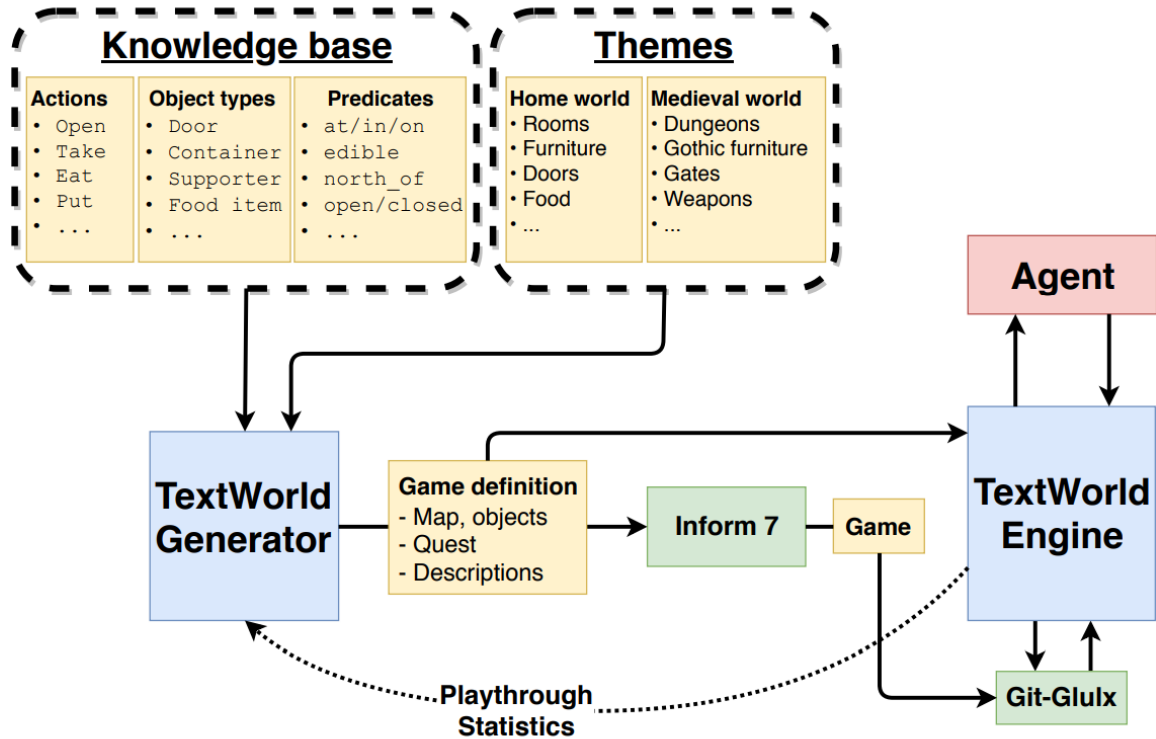 Knowledge base
Actions
• Open
• Take
• Eat
• Put
• ...
Object types
• Door
• Container
• Supporter
• Food item
• ...
Predicates
• at/in/on
• edible
• north_of
• open/closed
• ...
Themes
Home world
• Rooms
• Furniture
• Doors
• Food
• ...
Medieval world
• Dungeons
• Gothic furniture
• Gates
• Weapons
• ...
Agent
TextWorld
Generator
Game definition
- Map, objects
- Quest
- Descriptions
Inform 7
Game
TextWorld
Engine
Playthrough
Statistics
Git-Glulx